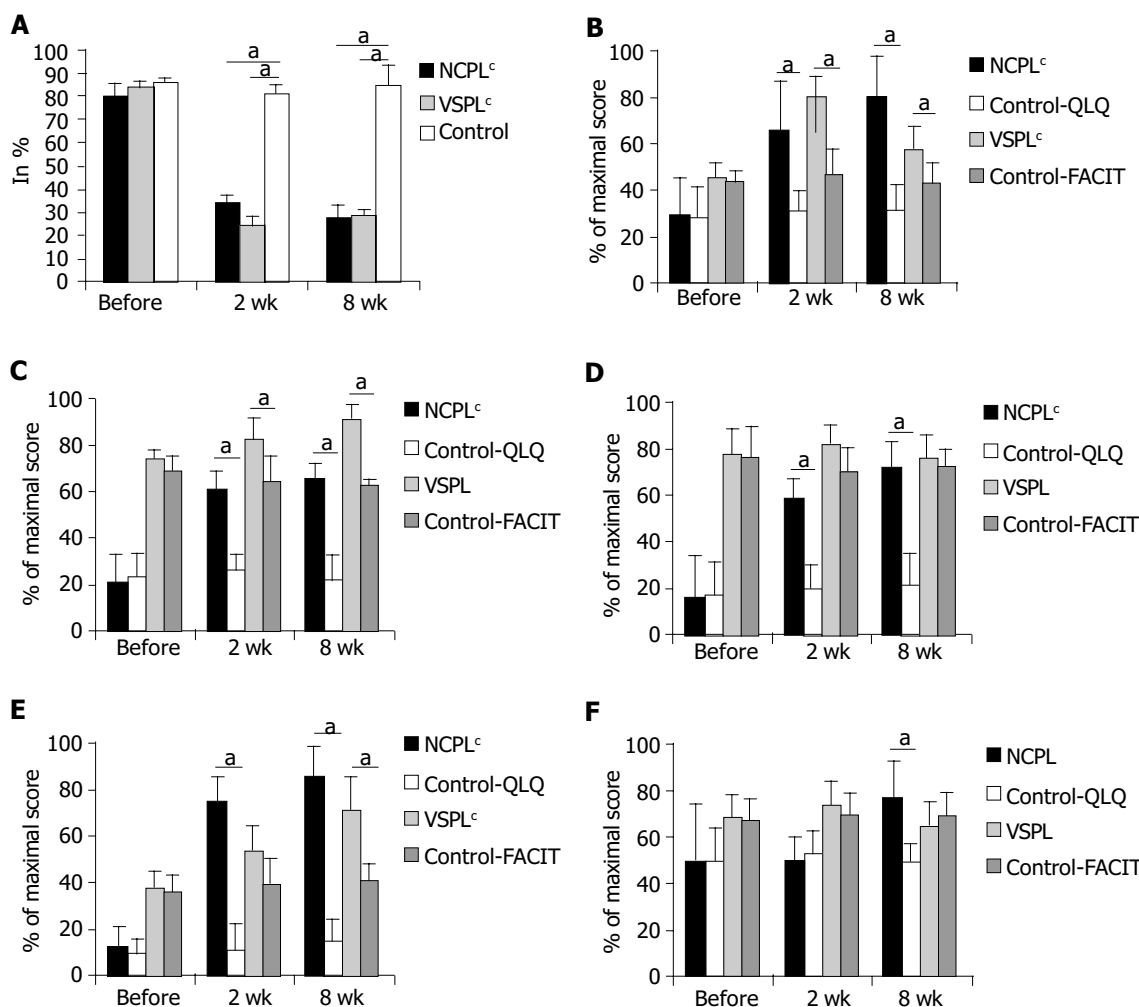 A
100
90
80
70
60
50
40
30
20
10
0
In %
Before 2 wk 8 wk
a a
a a
NCPLᶜ
VSPLᶜ
Control
B
80
60
40
20
0
% of maximal score
Before 2 wk 8 wk
a a a a
NCPLᶜ
Control-QLQ
VSPLᶜ
Control-FACIT
C
100
80
60
40
20
0
% of maximal score
Before 2 wk 8 wk
a a a a
NCPLᶜ
Control-QLQ
VSPL
Control-FACIT
D
100
80
60
40
20
0
% of maximal score
Before 2 wk 8 wk
a a
NCPLᶜ
Control-QLQ
VSPL
Control-FACIT
E
100
80
60
40
20
0
% of maximal score
Before 2 wk 8 wk
a a a
NCPLᶜ
Control-QLQ
VSPLᶜ
Control-FACIT
F
100
80
60
40
20
0
% of maximal score
Before 2 wk 8 wk
a
NCPL
Control-QLQ
VSPL
Control-FACIT